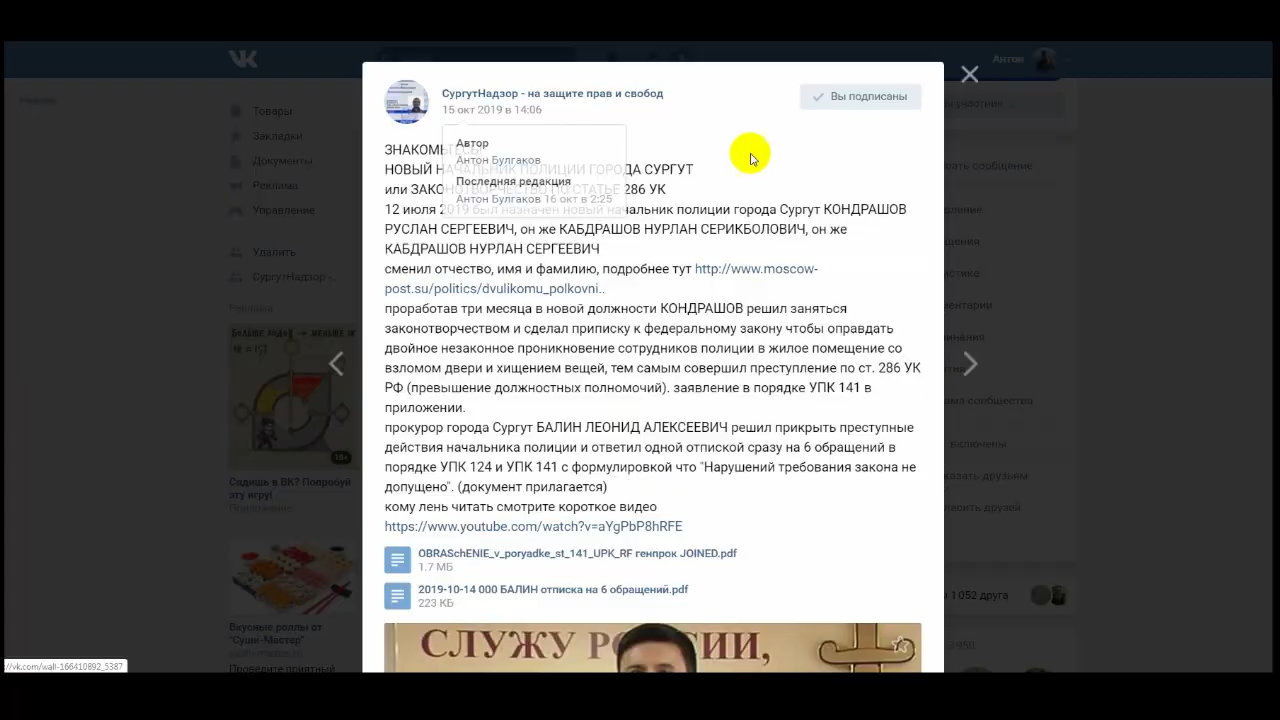 Антон
Товары
Закладки
Документы
Реклама
Управление
Удалить
СургутНадзор -..
Реклама
18+
Сидишь в ВК? Попробуй
эту игру!
Вкусные роллы от
"Суши-Мастер"
Проведите приятный
://vk.com/wall-166410892_5387
СургутНадзор - на защите прав и свобод
15 окт 2019 в 14:06
Вы подписаны
Автор
Антон Булгаков
Последняя редакция
Антон Булгаков 16 окт в 2:25
ЗНАКОМЬТЕСЬ
НОВЫЙ НАЧАЛЬНИК ПОЛИЦИИ ГОРОДА СУРГУТ
или ЗАКОНОТВОРЧЕСТВО ПО СТАТЬЕ 286 УК
12 июля 2019 был назначен новый начальник полиции города Сургут КОНДРАШОВ
РУСЛАН СЕРГЕЕВИЧ, он же КАБДРАШОВ НУРЛАН СЕРИКБОЛОВИЧ, он же
КАБДРАШОВ НУРЛАН СЕРГЕЕВИЧ
сменил отчество, имя и фамилию, подробнее тут http://www.moscow-
post.su/politics/dvulikomu_polkovni..
проработав три месяца в новой должности КОНДРАШОВ решил заняться
законотворчеством и сделал приписку к федеральному закону чтобы оправдать
двойное незаконное проникновение сотрудников полиции в жилое помещение со
взломом двери и хищением вещей, тем самым совершил преступление по ст. 286 УК
РФ (превышение должностных полномочий). заявление в порядке УПК 141 в
приложении.
прокурор города Сургут БАЛИН ЛЕОНИД АЛЕКСЕЕВИЧ решил прикрыть преступные
действия начальника полиции и ответил одной отпиской сразу на 6 обращений в
порядке УПК 124 и УПК 141 с формулировкой что "Нарушений требования закона не
допущено". (документ прилагается)
кому лень читать смотрите короткое видео
https://www.youtube.com/watch?v=aYgPbP8hRFE
OBRASchENIE_v_poryadke_st_141_UPK_RF генпрок JOINED.pdf
1.7 МБ
2019-10-14 000 БАЛИН отписка на 6 обращений.pdf
223 КБ
СЛУЖУ РОССИИ,
1 052 друга